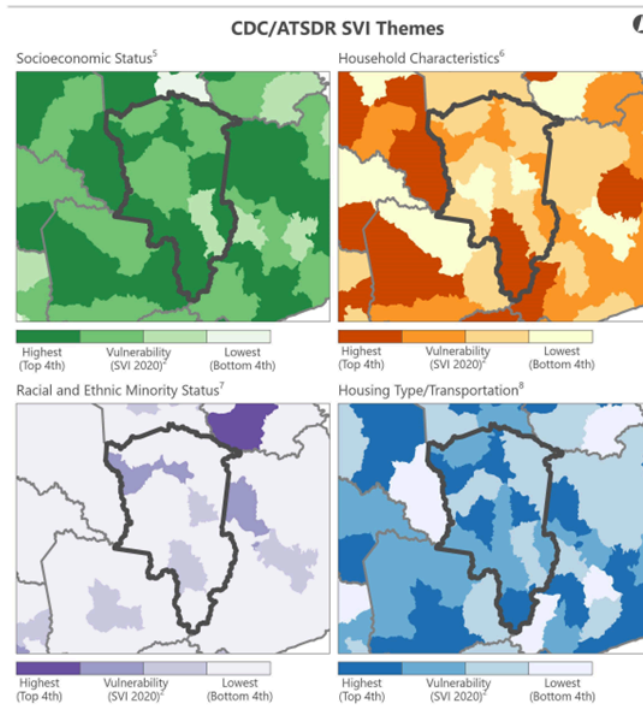 CDC/ATSDR SVI Themes
Socioeconomic Status5
Household Characteristics6
Highest
(Top 4th)
Vulnerability
(SVI 2020)2
Lowest
(Bottom 4th)
Highest
(Top 4th)
Vulnerability
(SVI 2020)2
Lowest
(Bottom 4th)
Racial and Ethnic Minority Status7
Housing Type/Transportation8
Highest
(Top 4th)
Vulnerability
(SVI 2020)2
Lowest
(Bottom 4th)
Highest
(Top 4th)
Vulnerability
(SVI 2020)2
Lowest
(Bottom 4th)